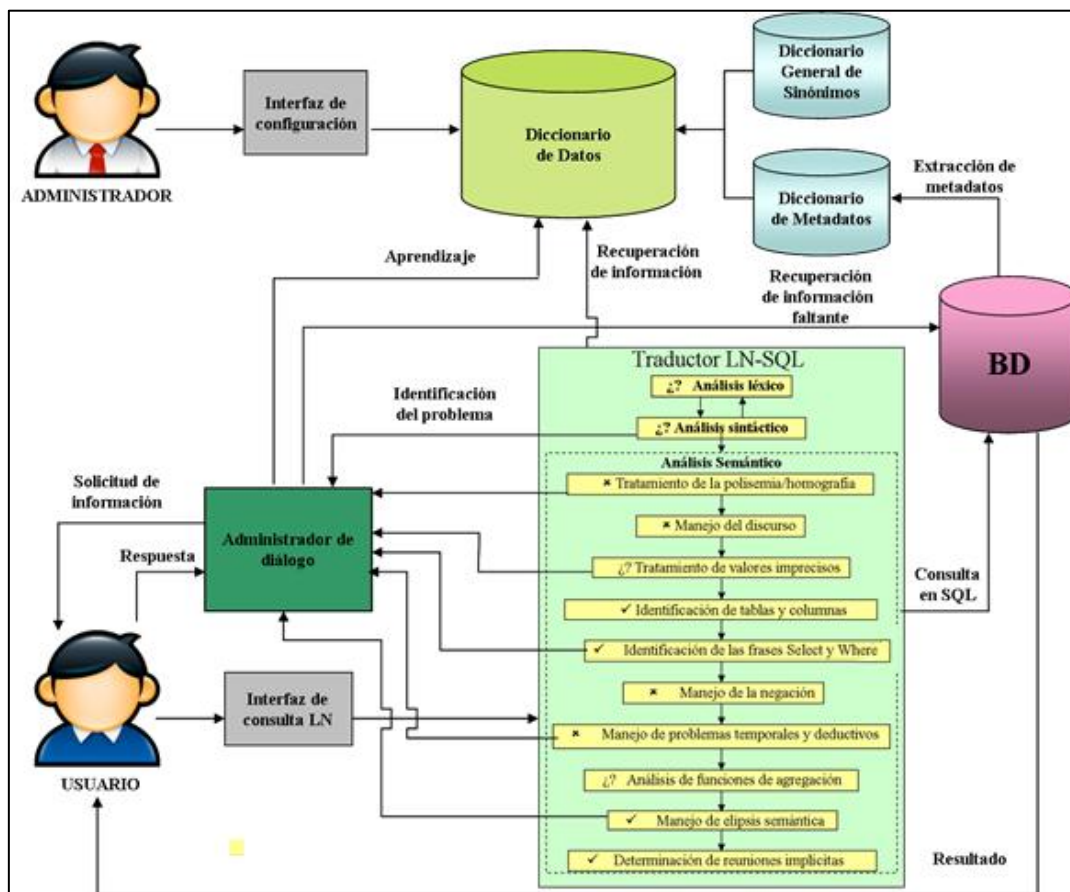 Diccionario
General de
Sinónimos
Interfaz de
configuración
Diccionario
de Datos
ADMINISTRADOR
Diccionario
de Metadatos
Extracción de
metadatos
Aprendizaje
Recuperación
de información
Recuperación
de información
faltante
BD
Traductor LN-SQL
¿? Análisis léxico
¿? Análisis sintáctico
Identificación
del problema
Análisis Semántico
✖ Tratamiento de la polisemia/homografía
✖ Manejo del discurso
¿? Tratamiento de valores imprecisos
✓ Identificación de tablas y columnas
✓ Identificación de las frases Select y Where
✖ Manejo de la negación
✖ Manejo de problemas temporales y deductivos
¿? Análisis de funciones de agregación
✓ Manejo de elipsis semántica
✓ Determinación de reuniones implícitas
Solicitud de
información
Respuesta
Administrador de
diálogo
Consulta
en SQL
Interfaz de
consulta LN
USUARIO
Resultado